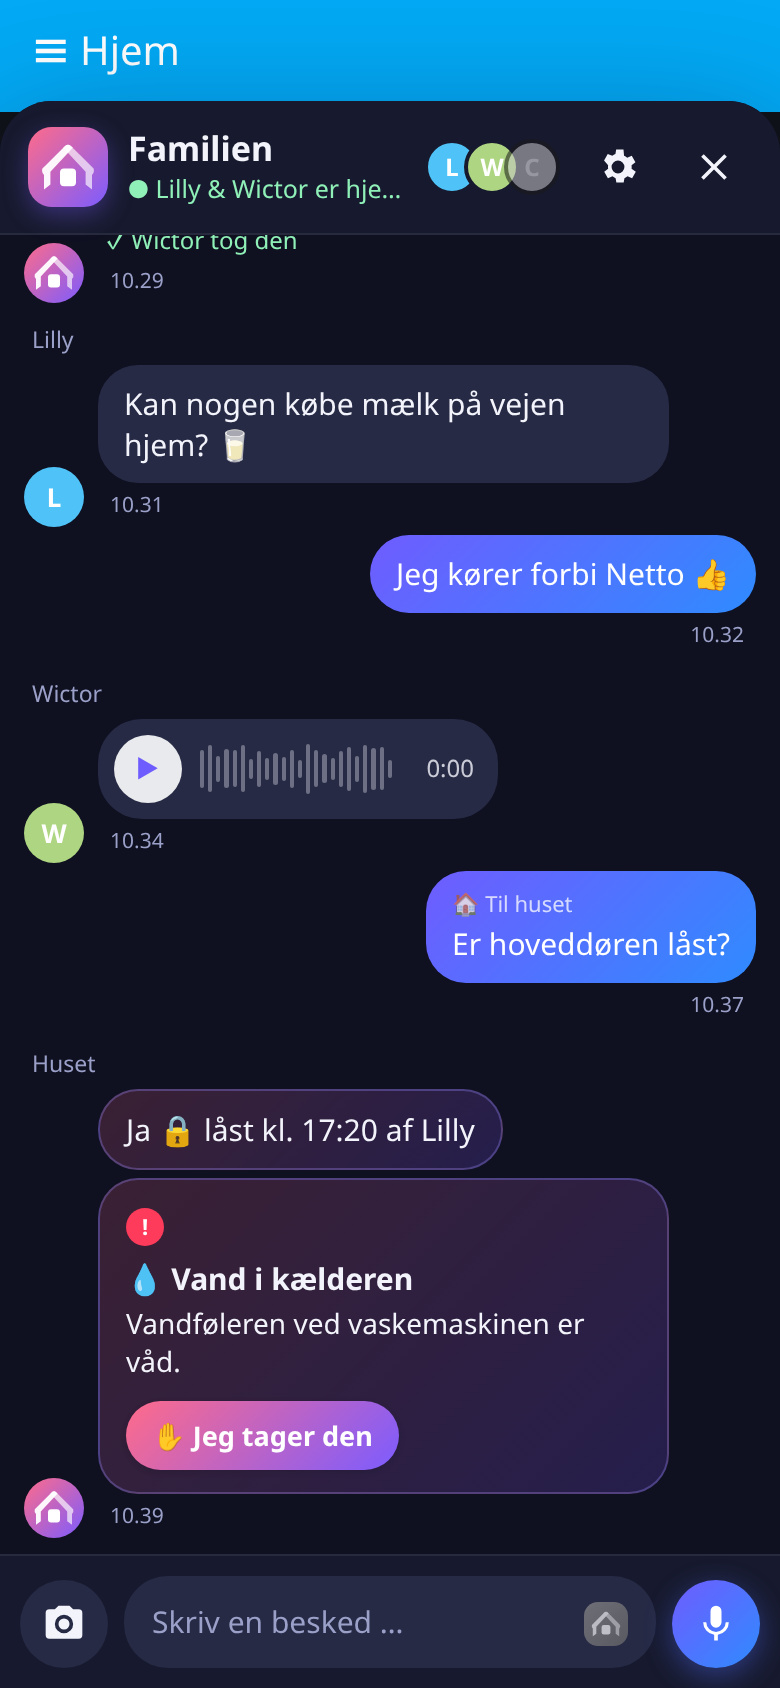 Hjem
Familien
Lilly & Wictor er hje...
L W C
✓ Wictor tog den
10.29
Lilly
Kan nogen købe mælk på vejen
hjem? 🥛
L
10.31
Jeg kører forbi Netto 👍
10.32
Wictor
0:00
W
10.34
🏠 Til huset
Er hoveddøren låst?
10.37
Huset
Ja 🔒 låst kl. 17:20 af Lilly
!
💧 Vand i kælderen
Vandføleren ved vaskemaskinen er
våd.
✋ Jeg tager den
10.39
Skriv en besked ...